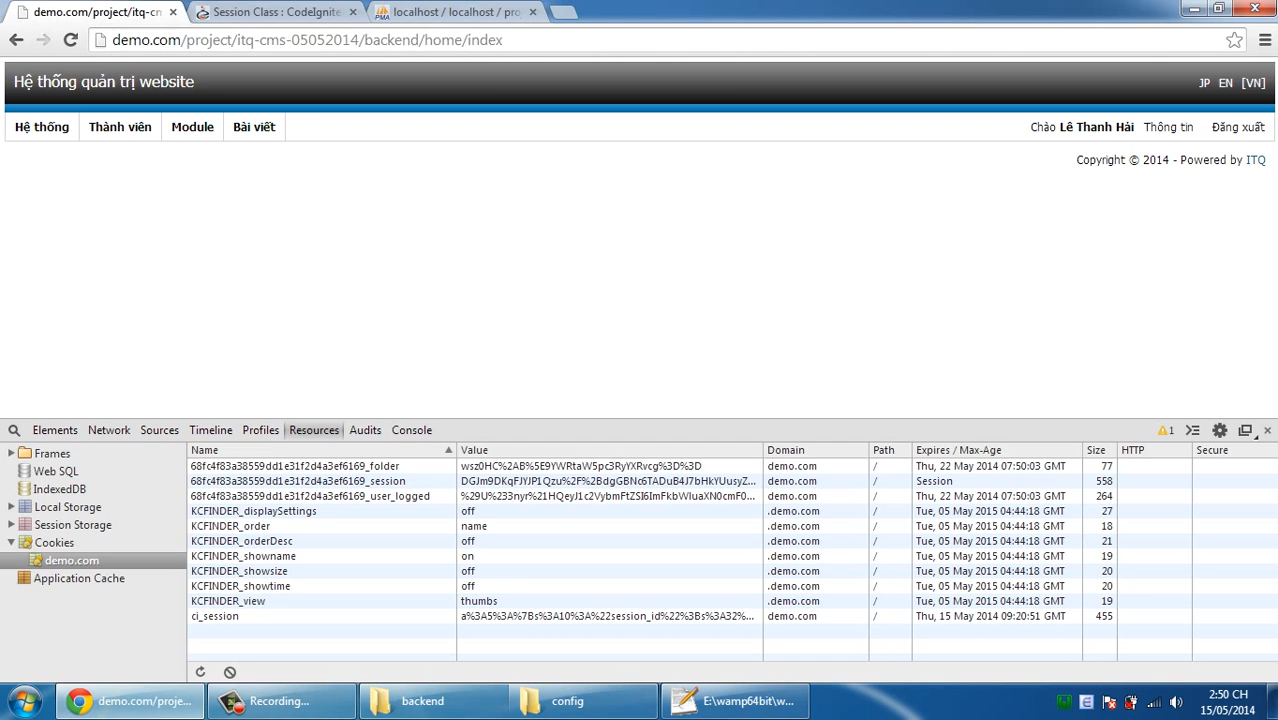 demo.com/project/itq-cn
Session Class : CodeIgnite
localhost / localhost / pro
demo.com/project/itq-cms-05052014/backend/home/index
Hệ thống quản trị website
JP EN [VN]
Hệ thống Thành viên Module Bài viết
Chào Lê Thanh Hải Thông tin Đăng xuất
Copyright © 2014 - Powered by ITQ
Elements Network Sources Timeline Profiles Resources Audits Console
1
Frames
Web SQL
IndexedDB
Local Storage
Session Storage
Cookies
demo.com
Application Cache
Name Value Domain Path Expires / Max-Age Size HTTP Secure
68fc4f83a38559dd1e31f2d4a3ef6169_folder wsz0HC%2AB%5E9YWRtaW5pc3RyYXRvcg%3D%3D demo.com / Thu, 22 May 2014 07:50:03 GMT 77
68fc4f83a38559dd1e31f2d4a3ef6169_session demo.com / Session 558
68fc4f83a38559dd1e31f2d4a3ef6169_user_logged demo.com / Thu, 22 May 2014 07:50:03 GMT 264
KCFINDER_displaySettings off .demo.com / Tue, 05 May 2015 04:44:18 GMT 27
KCFINDER_order name .demo.com / Tue, 05 May 2015 04:44:18 GMT 18
KCFINDER_orderDesc off .demo.com / Tue, 05 May 2015 04:44:18 GMT 21
KCFINDER_showname on .demo.com / Tue, 05 May 2015 04:44:18 GMT 19
KCFINDER_showsize off .demo.com / Tue, 05 May 2015 04:44:18 GMT 20
KCFINDER_showtime off .demo.com / Tue, 05 May 2015 04:44:18 GMT 20
KCFINDER_view thumbs .demo.com / Tue, 05 May 2015 04:44:18 GMT 19
ci_session a%3A5%3A%7Bs%3A10%3A%22session_id%22%3Bs%3A32%... demo.com / Thu, 15 May 2014 09:20:51 GMT 455
demo.com/proje... Recording... backend config E:\wamp64bit\w...
2:50 CH
15/05/2014